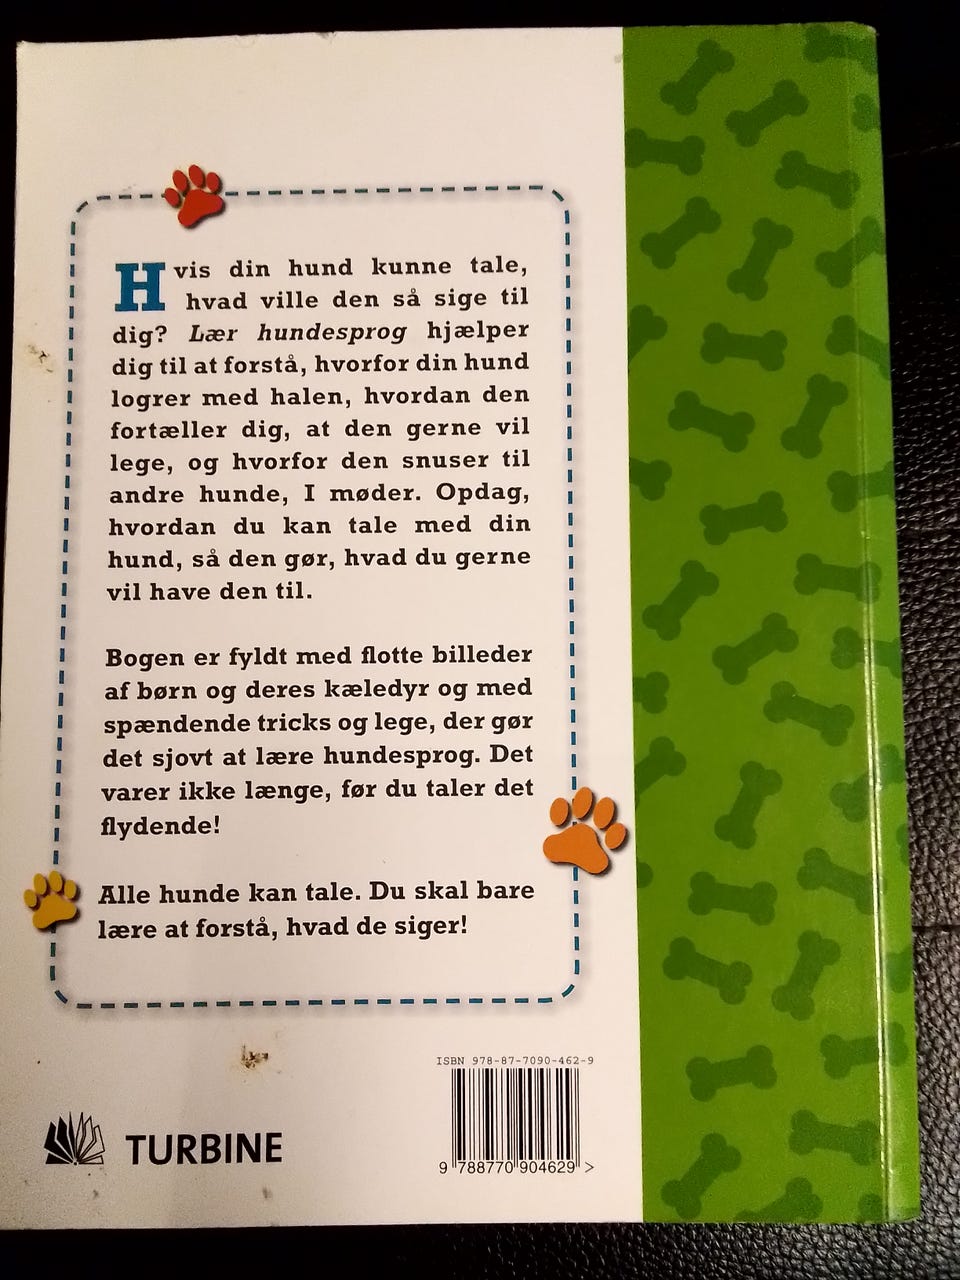 Hvis din hund kunne tale,
hvad ville den så sige til
dig? Lær hundesprog hjælper
dig til at forstå, hvorfor din hund
logrer med halen, hvordan den
fortæller dig, at den gerne vil
lege, og hvorfor den snuser til
andre hunde, I møder. Opdag,
hvordan du kan tale med din
hund, så den gør, hvad du gerne
vil have den til.
Bogen er fyldt med flotte billeder
af børn og deres kæledyr og med
spændende tricks og lege, der gør
det sjovt at lære hundesprog. Det
varer ikke længe, før du taler det
flydende!
Alle hunde kan tale. Du skal bare
lære at forstå, hvad de siger!
ISBN 978-87-7090-462-9
9 788770 904629 >
TURBINE